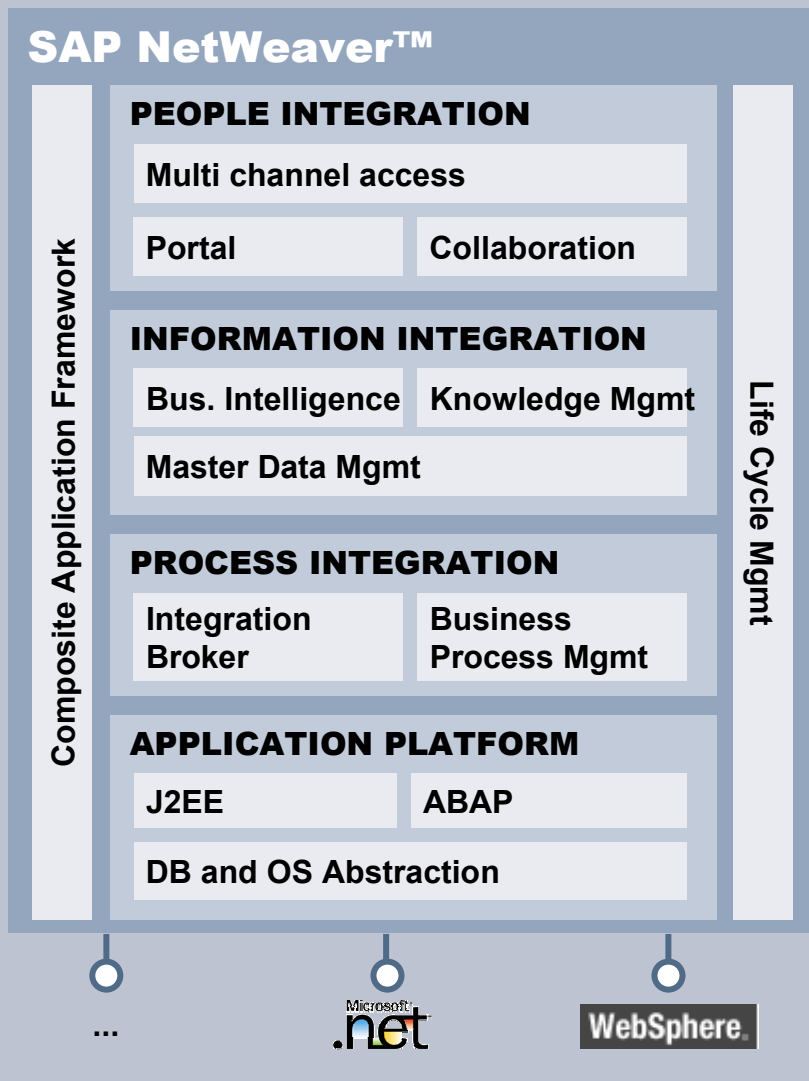 SAP NetWeaver™
Composite Application Framework
PEOPLE INTEGRATION
Multi channel access
Portal
Collaboration
INFORMATION INTEGRATION
Bus. Intelligence
Knowledge Mgmt
Master Data Mgmt
PROCESS INTEGRATION
Integration
Broker
Business
Process Mgmt
APPLICATION PLATFORM
J2EE
ABAP
DB and OS Abstraction
Life Cycle Mgmt
...
Microsoft
.net
WebSphere.